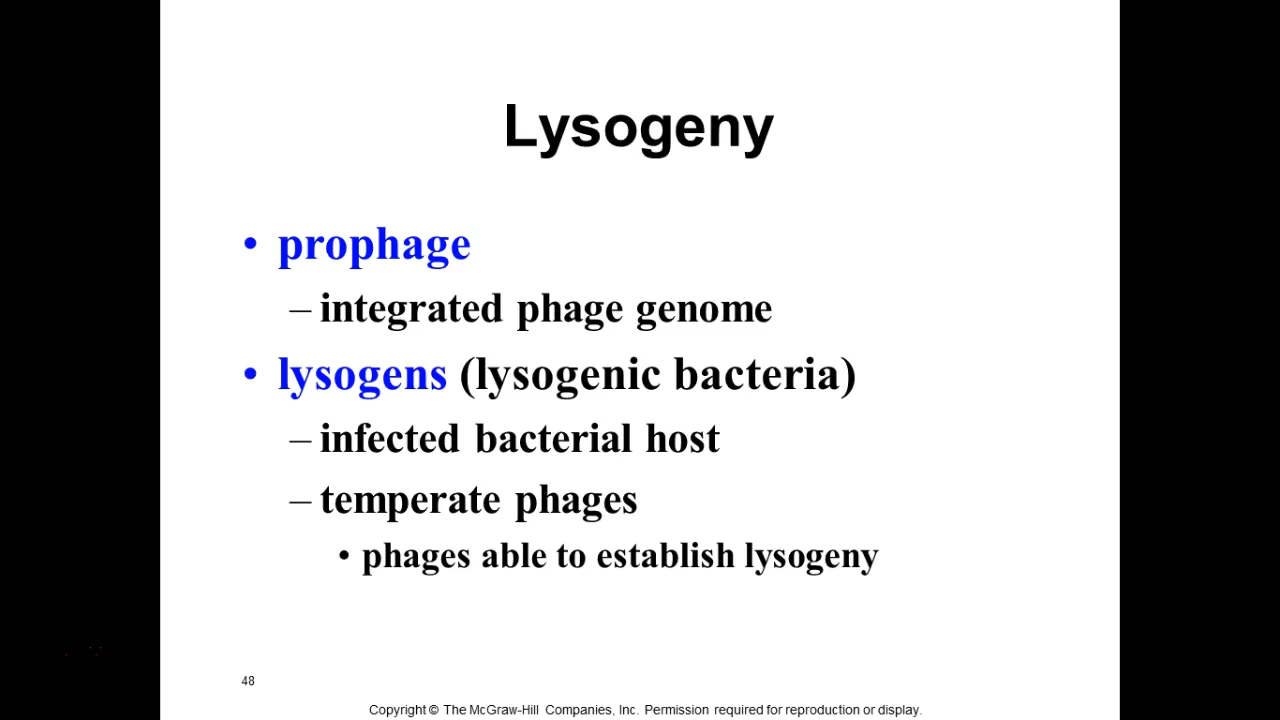 Lysogeny
• prophage
– integrated phage genome
• lysogens (lysogenic bacteria)
– infected bacterial host
– temperate phages
• phages able to establish lysogeny
48
Copyright © The McGraw-Hill Companies, Inc. Permission required for reproduction or display.